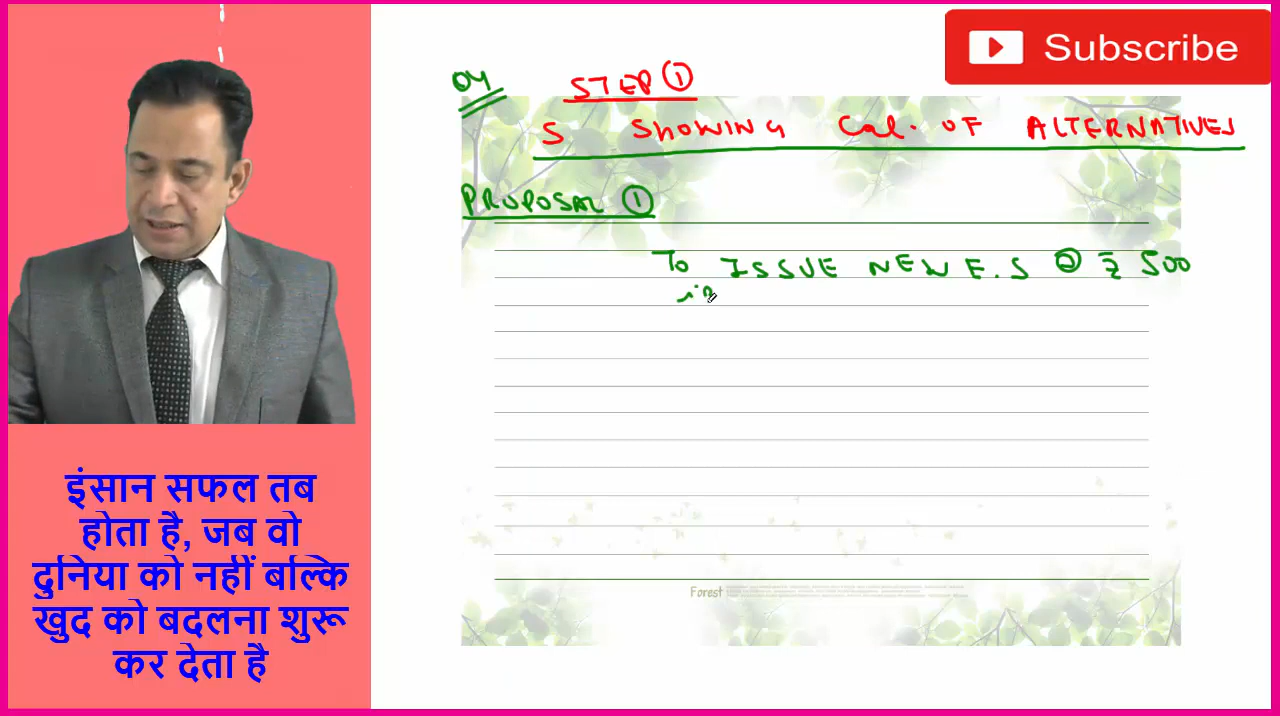 Subscribe
04 STEP ①
S SHOWING Cal. OF ALTERNATIVES
PROPOSAL ①
To ISSUE NEW E.S @ ₹ 500
इंसान सफल तब
होता है, जब वो
दुनिया को नहीं बल्कि
खुद को बदलना शुरू
कर देता है
Forest